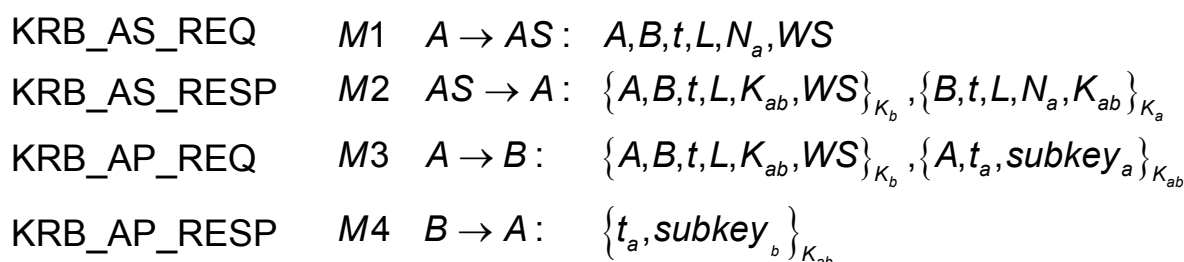 KRB_AS_REQ M1 A → AS : A,B,t,L,Nₐ,WS
KRB_AS_RESP M2 AS → A : {A,B,t,L,K_ab,WS}_K_b ,{B,t,L,N_a,K_ab}_K_a
KRB_AP_REQ M3 A → B : {A,B,t,L,K_ab,WS}_K_b ,{A,t_a,subkey_a}_K_ab
KRB_AP_RESP M4 B → A : {t_a,subkey_b}_K_ab